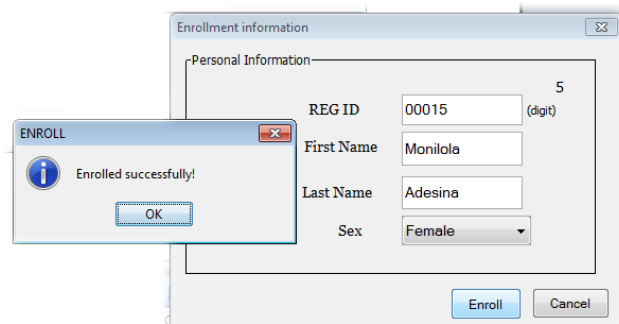 Enrollment information
Personal Information
5
REG ID 00015 (digit)
First Name Monilola
Last Name Adesina
Sex Female
Enroll Cancel
ENROLL
Enrolled successfully!
OK